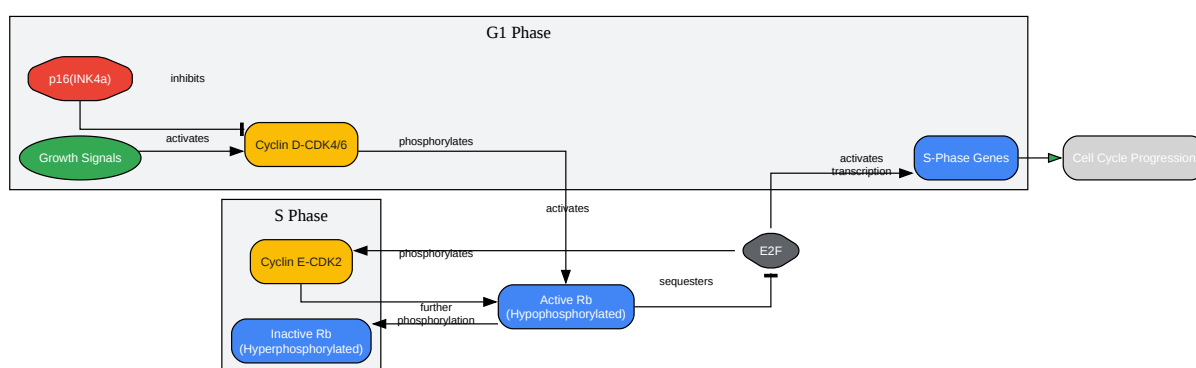 G1 Phase
p16(INK4a)
inhibits
activates
Growth Signals
Cyclin D-CDK4/6
phosphorylates
activates
transcription
S-Phase Genes
Cell Cycle Progression
S Phase
activates
Cyclin E-CDK2
phosphorylates
E2F
sequesters
Active Rb
(Hypophosphorylated)
further
phosphorylation
Inactive Rb
(Hyperphosphorylated)